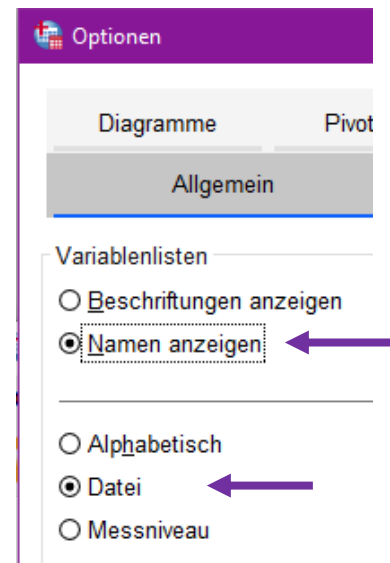 Optionen
Diagramme Pivot
Allgemein
Variablenlisten
Beschriftungen anzeigen
Namen anzeigen
Alphabetisch
Datei
Messniveau